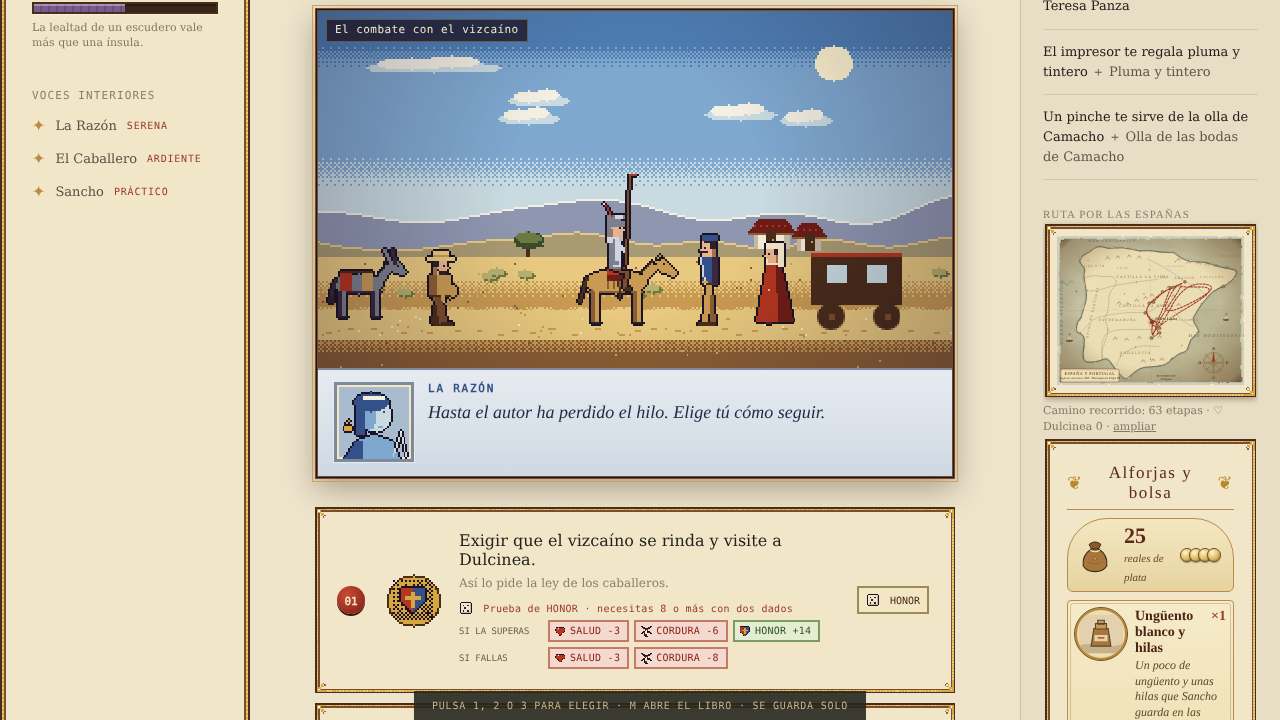 La lealtad de un escudero vale
más que una ínsula.
VOCES INTERIORES
La Razón SERENA
El Caballero ARDIENTE
Sancho PRÁCTICO
El combate con el vizcaíno
LA RAZÓN
Hasta el autor ha perdido el hilo. Elige tú cómo seguir.
01
Exigir que el vizcaíno se rinda y visite a
Dulcinea.
Así lo pide la ley de los caballeros.
Prueba de HONOR · necesitas 8 o más con dos dados
HONOR
SI LA SUPERAS SALUD -3 CORDURA -6 HONOR +14
SI FALLAS SALUD -3 CORDURA -8
PULSA 1, 2 O 3 PARA ELEGIR · M ABRE EL LIBRO · SE GUARDA SOLO
Teresa Panza
El impresor te regala pluma y
tintero + Pluma y tintero
Un pinche te sirve de la olla de
Camacho + Olla de las bodas
de Camacho
RUTA POR LAS ESPAÑAS
ESPAÑA Y PORTUGAL
Camino recorrido: 63 etapas · ♡
Dulcinea 0 · ampliar
Alforjas y
bolsa
25
reales de
plata
Ungüento ×1
blanco y
hilas
Un poco de
ungüento y unas
hilas que Sancho
guarda en las